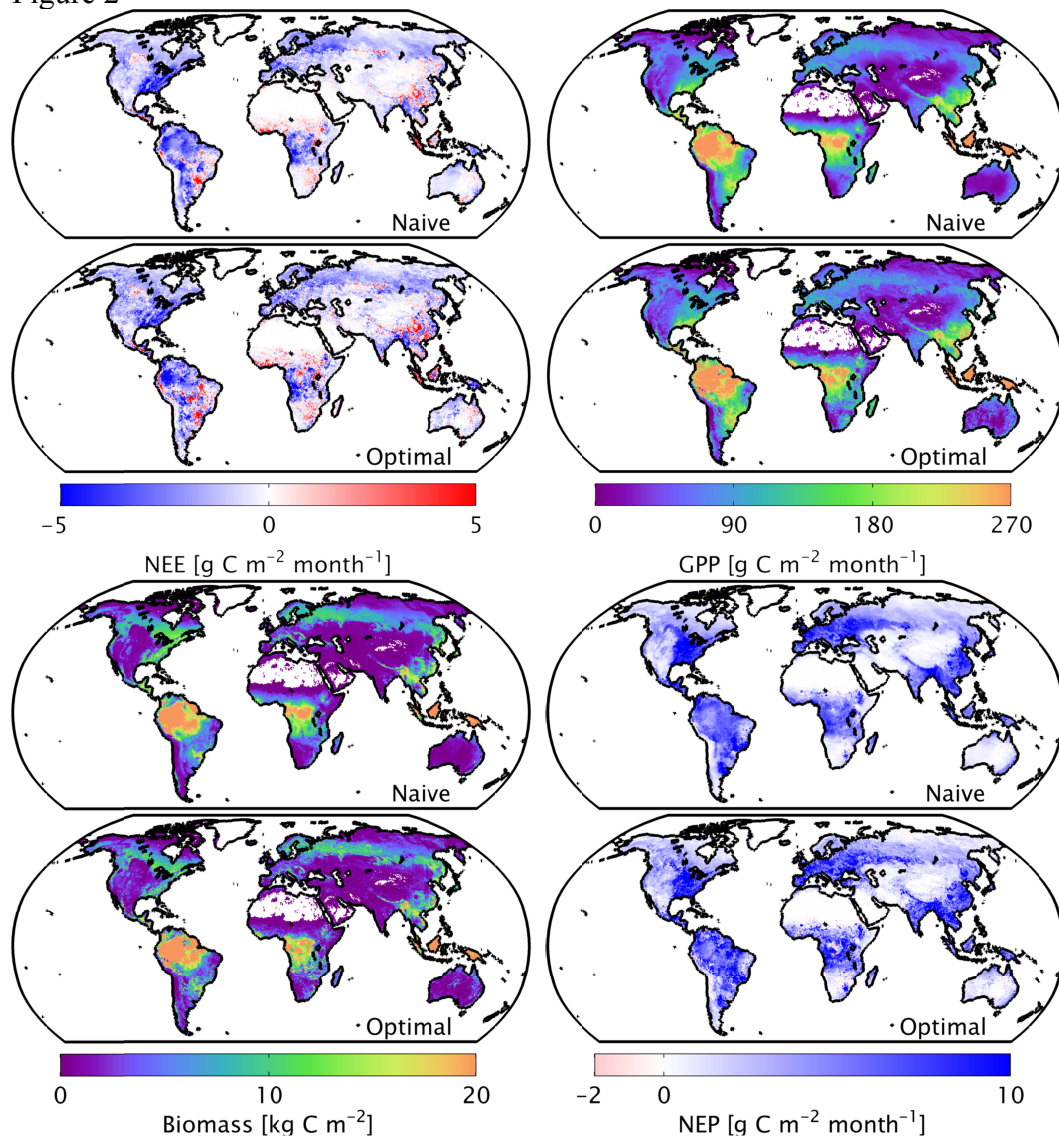 Figure 2
Naive
Naive
Optimal
Optimal
-5 0 5
0 90 180 270
NEE [g C m⁻² month⁻¹]
GPP [g C m⁻² month⁻¹]
Naive
Naive
Optimal
Optimal
0 10 20
-2 0 10
Biomass [kg C m⁻²]
NEP [g C m⁻² month⁻¹]